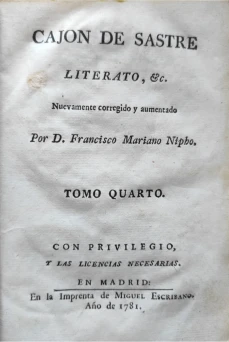 CAJON DE SASTRE
LITERATO, &c.
Nuevamente corregido y aumentado
Por D. Francisco Mariano Nipho.
TOMO QUARTO.
CON PRIVILEGIO,
Y LAS LICENCIAS NECESARIAS.
EN MADRID:
En la Imprenta de MIGUEL ESCRIBANO.
Año de 1781.